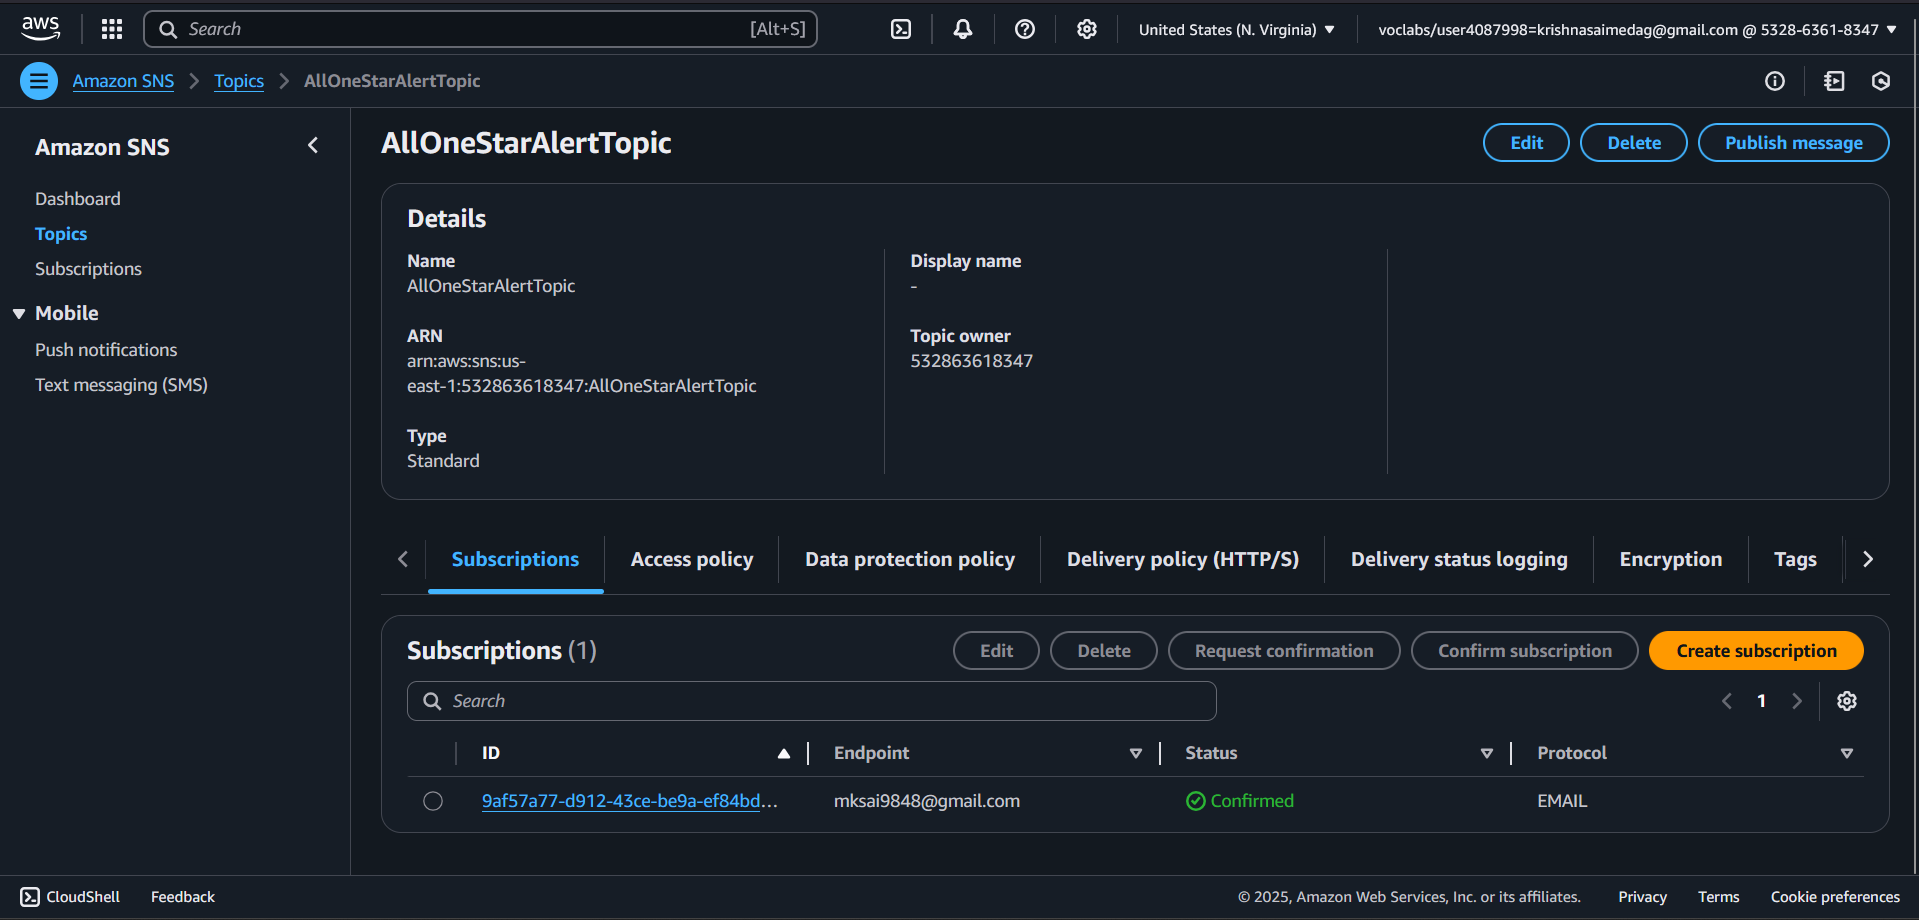 aws
Search [Alt+S]
United States (N. Virginia)
voclabs/user4087998=krishnasaimedag@gmail.com @ 5328-6361-8347
Amazon SNS
Topics
AllOneStarAlertTopic
Amazon SNS
Dashboard
Topics
Subscriptions
Mobile
Push notifications
Text messaging (SMS)
AllOneStarAlertTopic
Edit
Delete
Publish message
Details
Name
AllOneStarAlertTopic
ARN
arn:aws:sns:us-
east-1:532863618347:AllOneStarAlertTopic
Type
Standard
Display name
-
Topic owner
532863618347
Subscriptions
Access policy
Data protection policy
Delivery policy (HTTP/S)
Delivery status logging
Encryption
Tags
Subscriptions (1)
Edit
Delete
Request confirmation
Confirm subscription
Create subscription
Search
1
ID
Endpoint
Status
Protocol
9af57a77-d912-43ce-be9a-ef84bd...
mksai9848@gmail.com
Confirmed
EMAIL
CloudShell
Feedback
© 2025, Amazon Web Services, Inc. or its affiliates.
Privacy
Terms
Cookie preferences